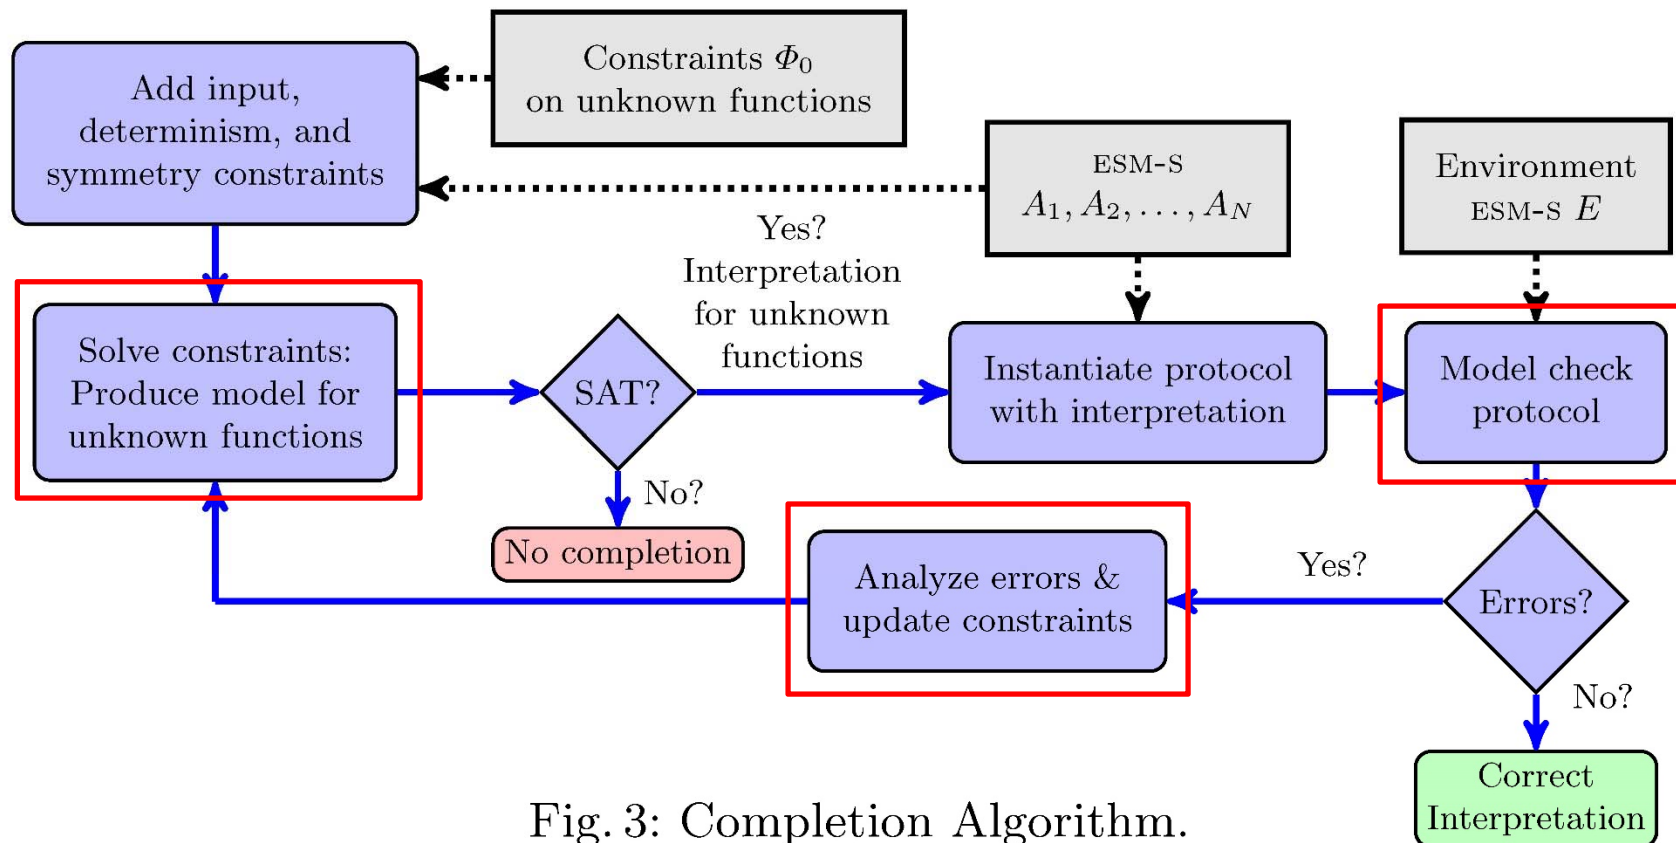 Add input,
determinism, and
symmetry constraints
Constraints Φ₀
on unknown functions
ESM-S
A₁, A₂, . . . , A_N
Environment
ESM-S E
Yes?
Interpretation
for unknown
functions
Solve constraints:
Produce model for
unknown functions
SAT?
Instantiate protocol
with interpretation
Model check
protocol
No?
No completion
Analyze errors &
update constraints
Yes?
Errors?
No?
Correct
Interpretation
Fig. 3: Completion Algorithm.